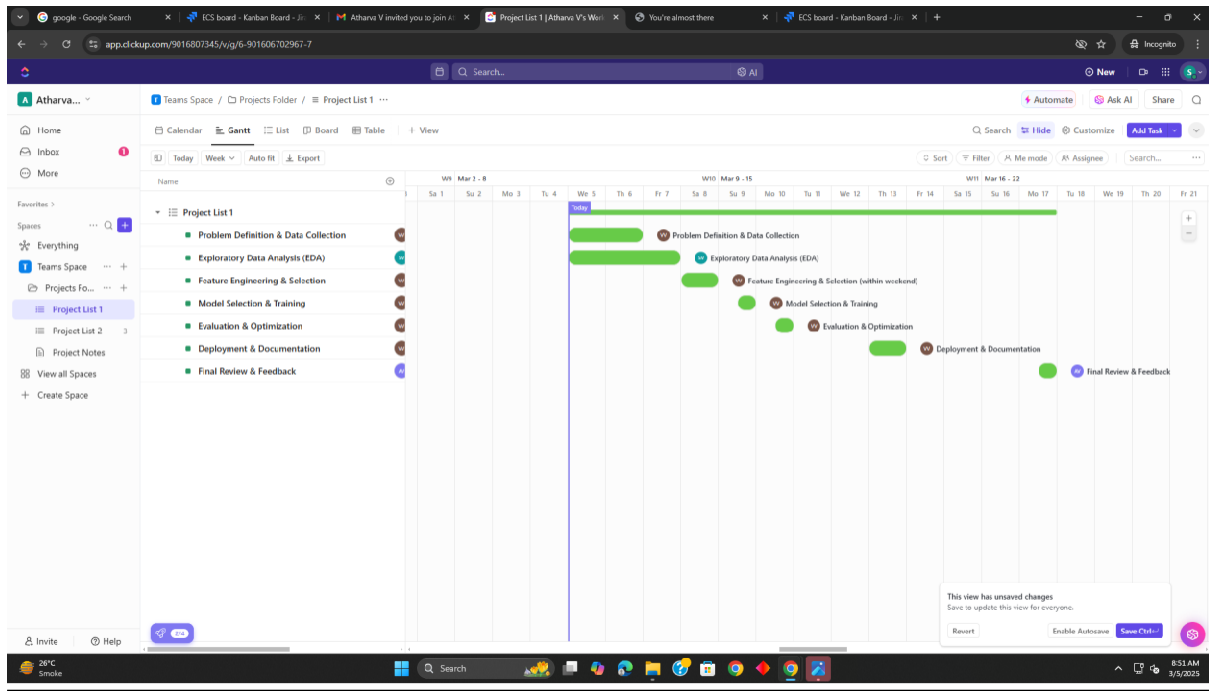 google - Google Search
ECS board - Kanban Board - Jir
Atharva V invited you to join At
Project List 1 | Atharva V's Work
You're almost there
ECS board - Kanban Board - Jir
app.clickup.com/9016807345/v/g/6-901606702967-7
Incognito
Search...
AI
New
S
A Atharva...
T Teams Space / Projects Folder / Project List 1 ...
Automate
Ask AI
Share
Home
Inbox 1
More
Calendar
Gantt
List
Board
Table
+ View
Search
Hide
Customize
Add Task
Today
Week
Auto fit
Export
Sort
Filter
Me mode
Assignee
Search...
Name
W9 Mar 2 - 8
W10 Mar 9 - 15
W11 Mar 16 - 22
Sa 1 Su 2 Mo 3 Tu 4 We 5 Th 6 Fr 7 Sa 8 Su 9 Mo 10 Tu 11 We 12 Th 13 Fr 14 Sa 15 Su 16 Mo 17 Tu 18 We 19 Th 20 Fr 21
Today
Favorites >
Spaces
Everything
T Teams Space
Projects Fo...
Project List 1
Project List 2 3
Project Notes
View all Spaces
+ Create Space
Project List 1
Problem Definition & Data Collection
Exploratory Data Analysis (EDA)
Feature Engineering & Selection
Model Selection & Training
Evaluation & Optimization
Deployment & Documentation
Final Review & Feedback
Problem Definition & Data Collection
Exploratory Data Analysis (EDA)
Feature Engineering & Selection (within weekend)
Model Selection & Training
Evaluation & Optimization
Deployment & Documentation
Final Review & Feedback
This view has unsaved changes
Save to update this view for everyone.
Revert
Enable Autosave
Save Ctrl+
Invite
Help
2/4
26°C
Smoke
Search
8:51 AM
3/5/2025